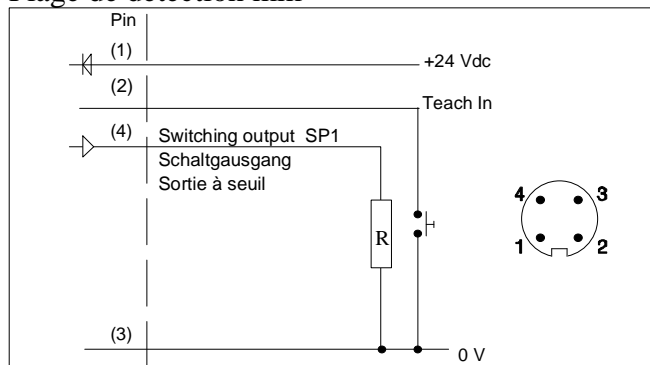 Pin
(1)
+24 Vdc
(2)
Teach In
(4)
Switching output SP1
Schaltgausgang
Sortie à seuil
R
4 3
1 2
(3)
0 V